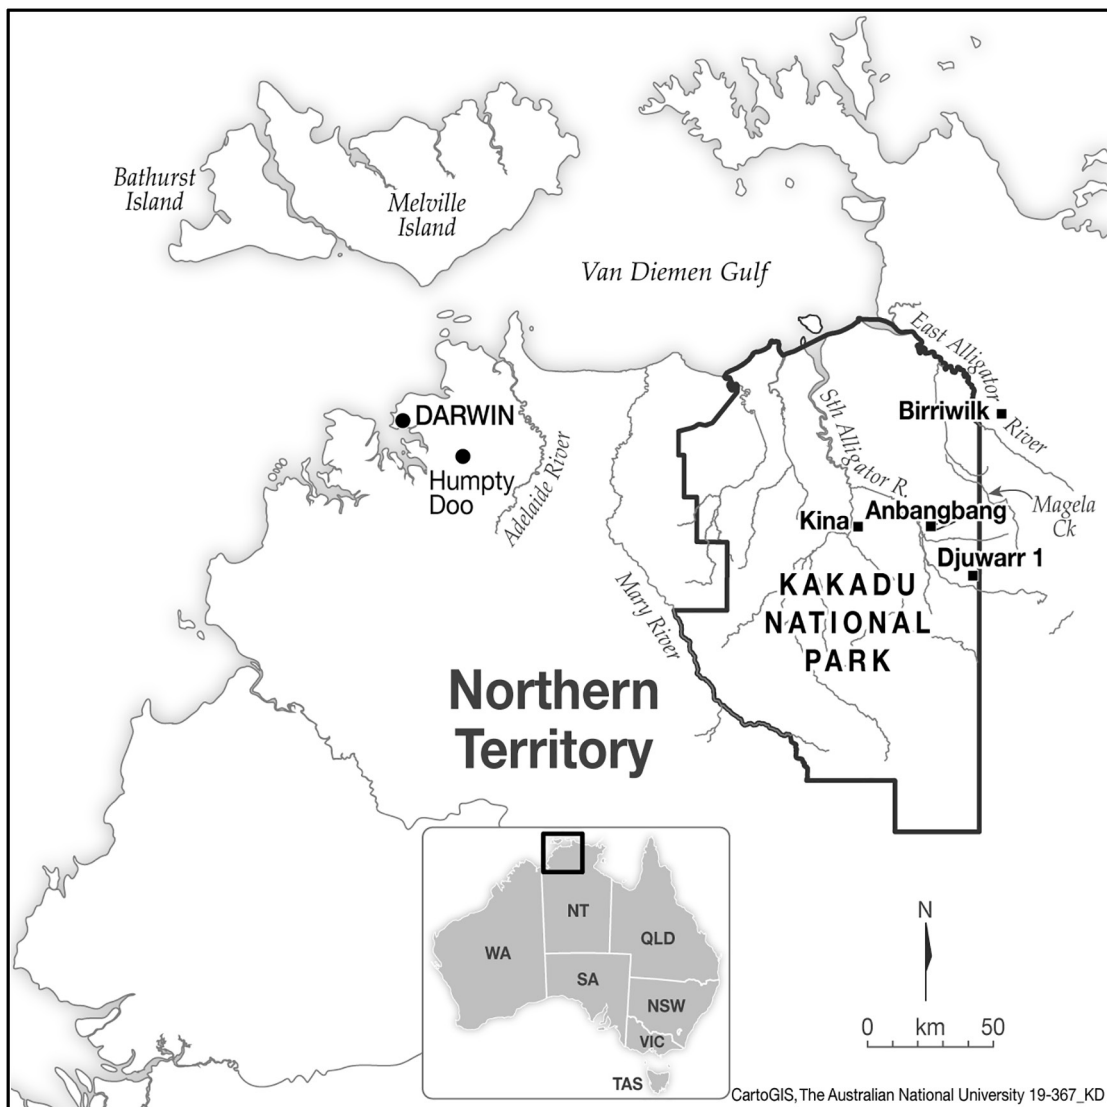 Bathurst
Island
Melville
Island
Van Diemen Gulf
East Alligator
River
Sth Alligator R.
Birriwilk
DARWIN
Humpty
Doo
Adelaide River
Magela
Ck
Kina
Anbangbang
Djuwarr 1
KAKADU
NATIONAL
PARK
Mary River
Northern
Territory
NT
WA
QLD
SA
NSW
VIC
TAS
N
0 km 50
CartoGIS, The Australian National University 19-367_KD